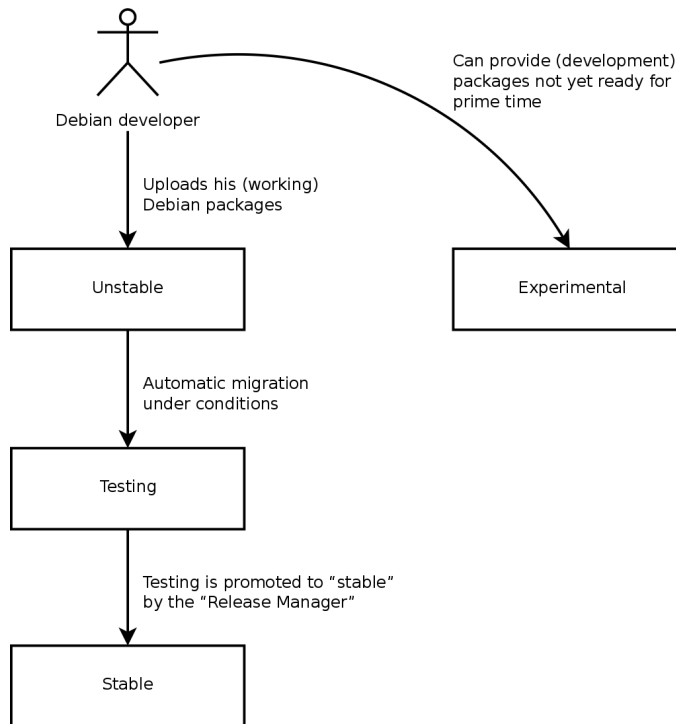 Can provide (development)
packages not yet ready for
prime time
Debian developer
Uploads his (working)
Debian packages
Unstable
Experimental
Automatic migration
under conditions
Testing
Testing is promoted to “stable”
by the “Release Manager”
Stable